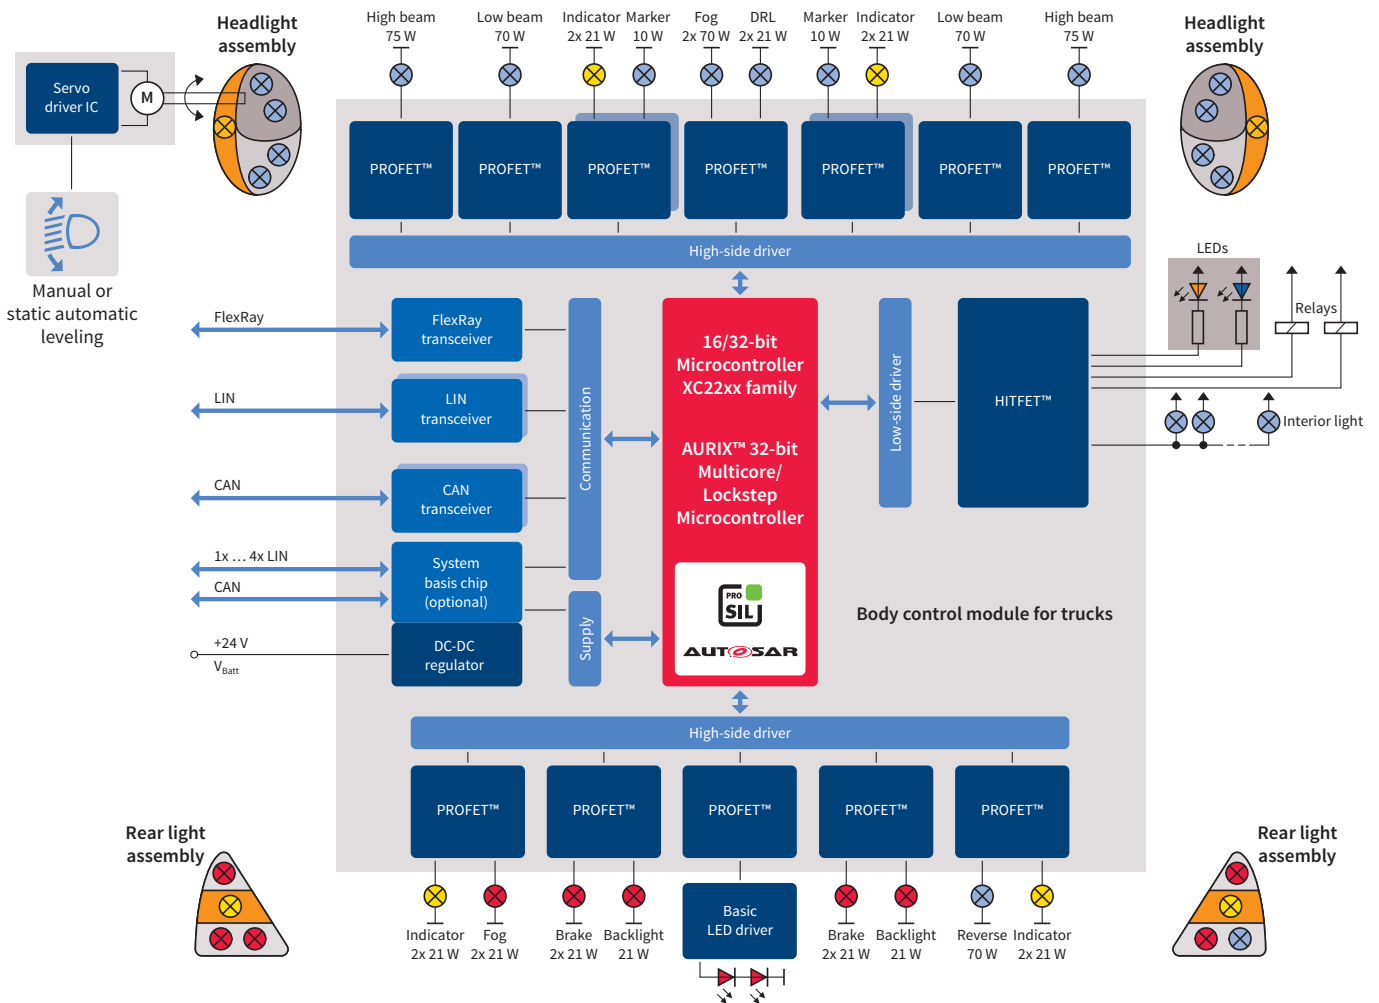 Headlight
assembly
High beam
75 W
Low beam
70 W
Indicator
2x 21 W
Marker
10 W
Fog
2x 70 W
DRL
2x 21 W
Marker
10 W
Indicator
2x 21 W
Low beam
70 W
High beam
75 W
Headlight
assembly
Servo
driver IC
M
PROFET™
PROFET™
PROFET™
PROFET™
PROFET™
PROFET™
PROFET™
High-side driver
Manual or
static automatic
leveling
LEDs
Relays
Interior light
FlexRay
FlexRay
transceiver
LIN
LIN
transceiver
CAN
CAN
transceiver
1x … 4x LIN
CAN
System
basis chip
(optional)
+24 V
VBatt
DC-DC
regulator
Communication
Supply
16/32-bit
Microcontroller
XC22xx family
AURIX™ 32-bit
Multicore/
Lockstep
Microcontroller
PRO
SIL
AUTOSAR
Low-side driver
HITFET™
Body control module for trucks
High-side driver
PROFET™
PROFET™
PROFET™
PROFET™
PROFET™
Rear light
assembly
Rear light
assembly
Indicator
2x 21 W
Fog
2x 21 W
Brake
2x 21 W
Backlight
21 W
Basic
LED driver
Brake
2x 21 W
Backlight
21 W
Reverse
70 W
Indicator
2x 21 W